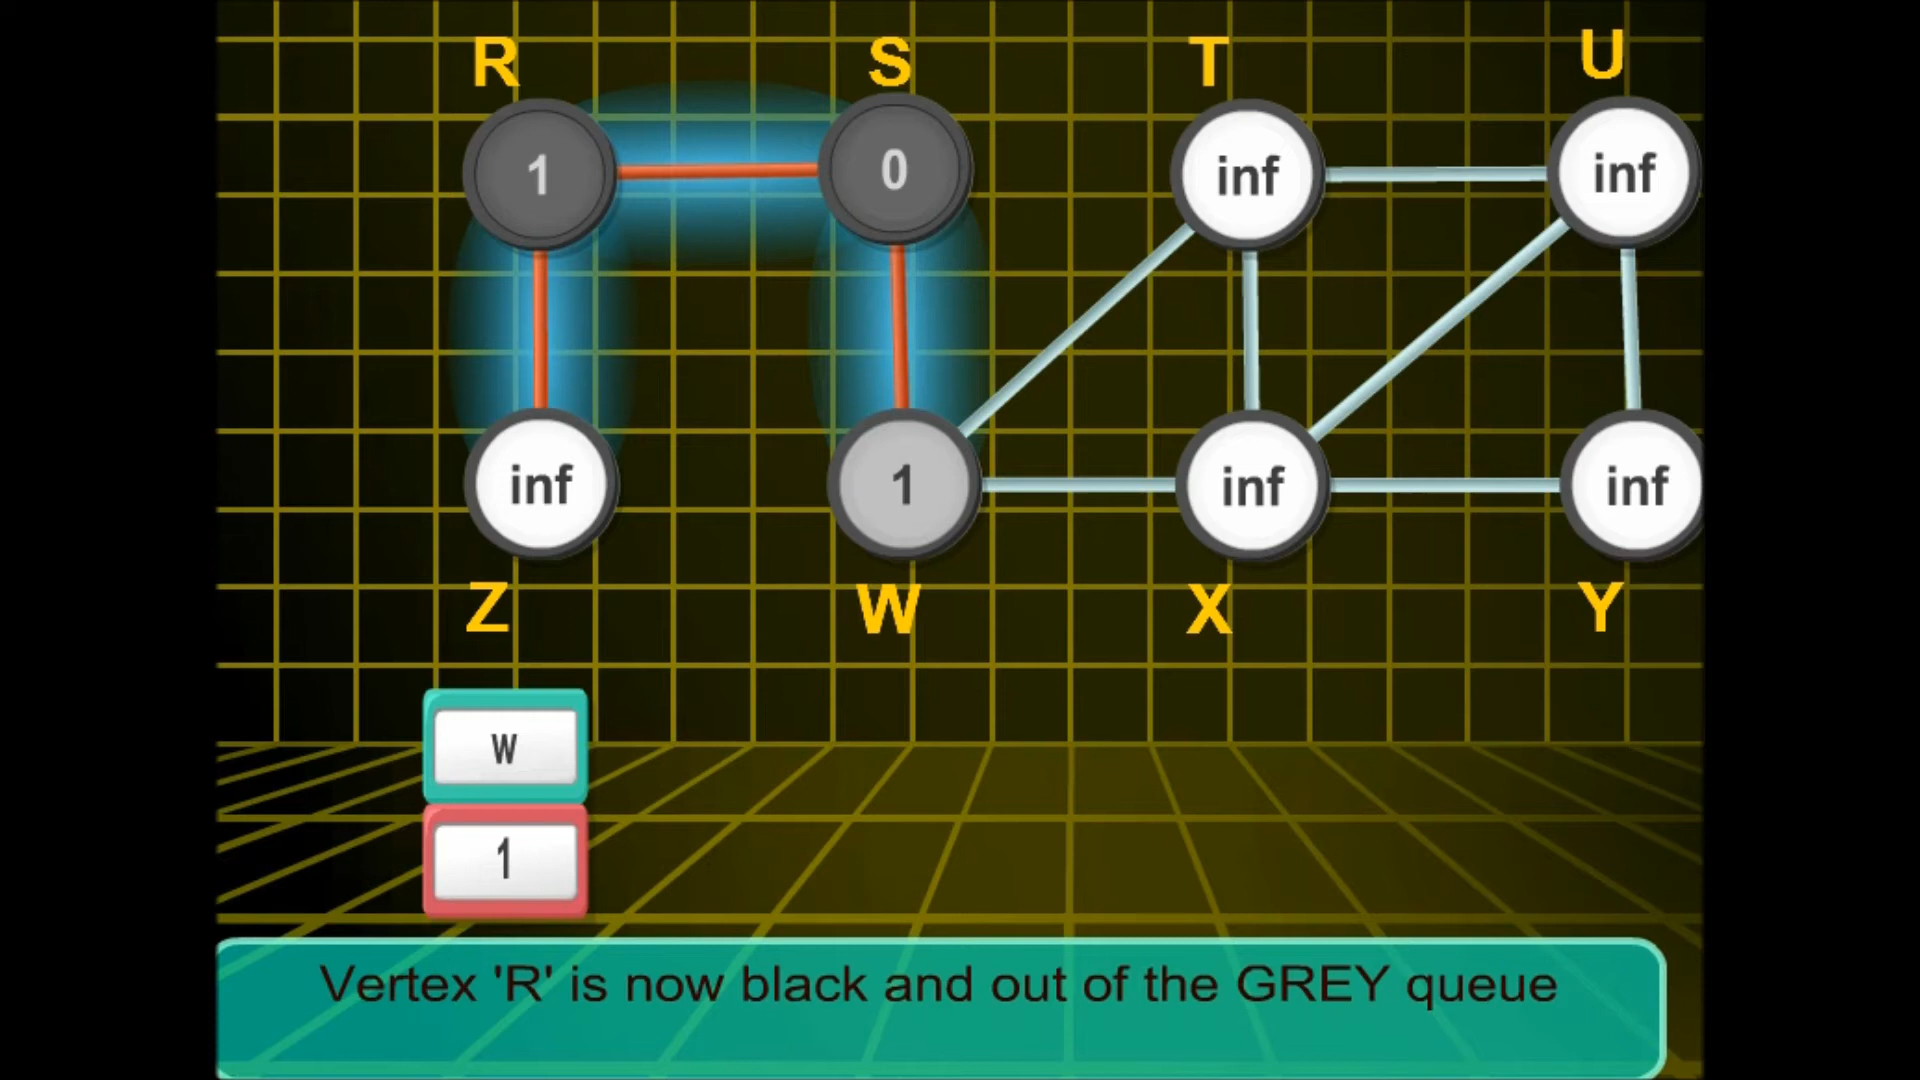 R S T U
1 0 inf inf
inf 1 inf inf
Z W X Y
W
1
Vertex 'R' is now black and out of the GREY queue